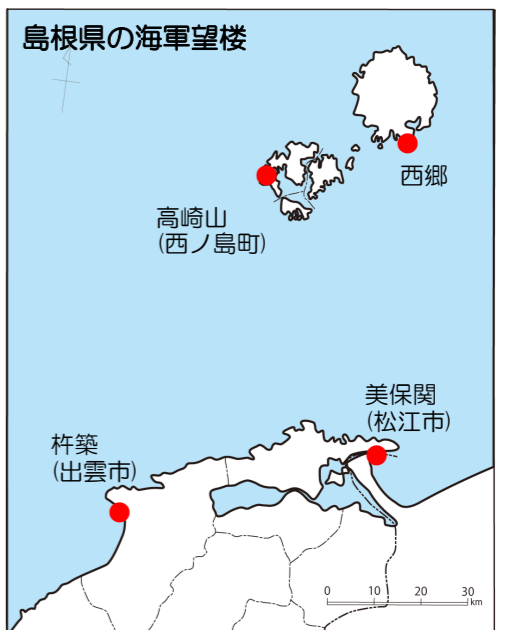 島根県の海軍望楼
西郷
高崎山
(西ノ島町)
美保関
(松江市)
杵築
(出雲市)
0 10 20 30
km